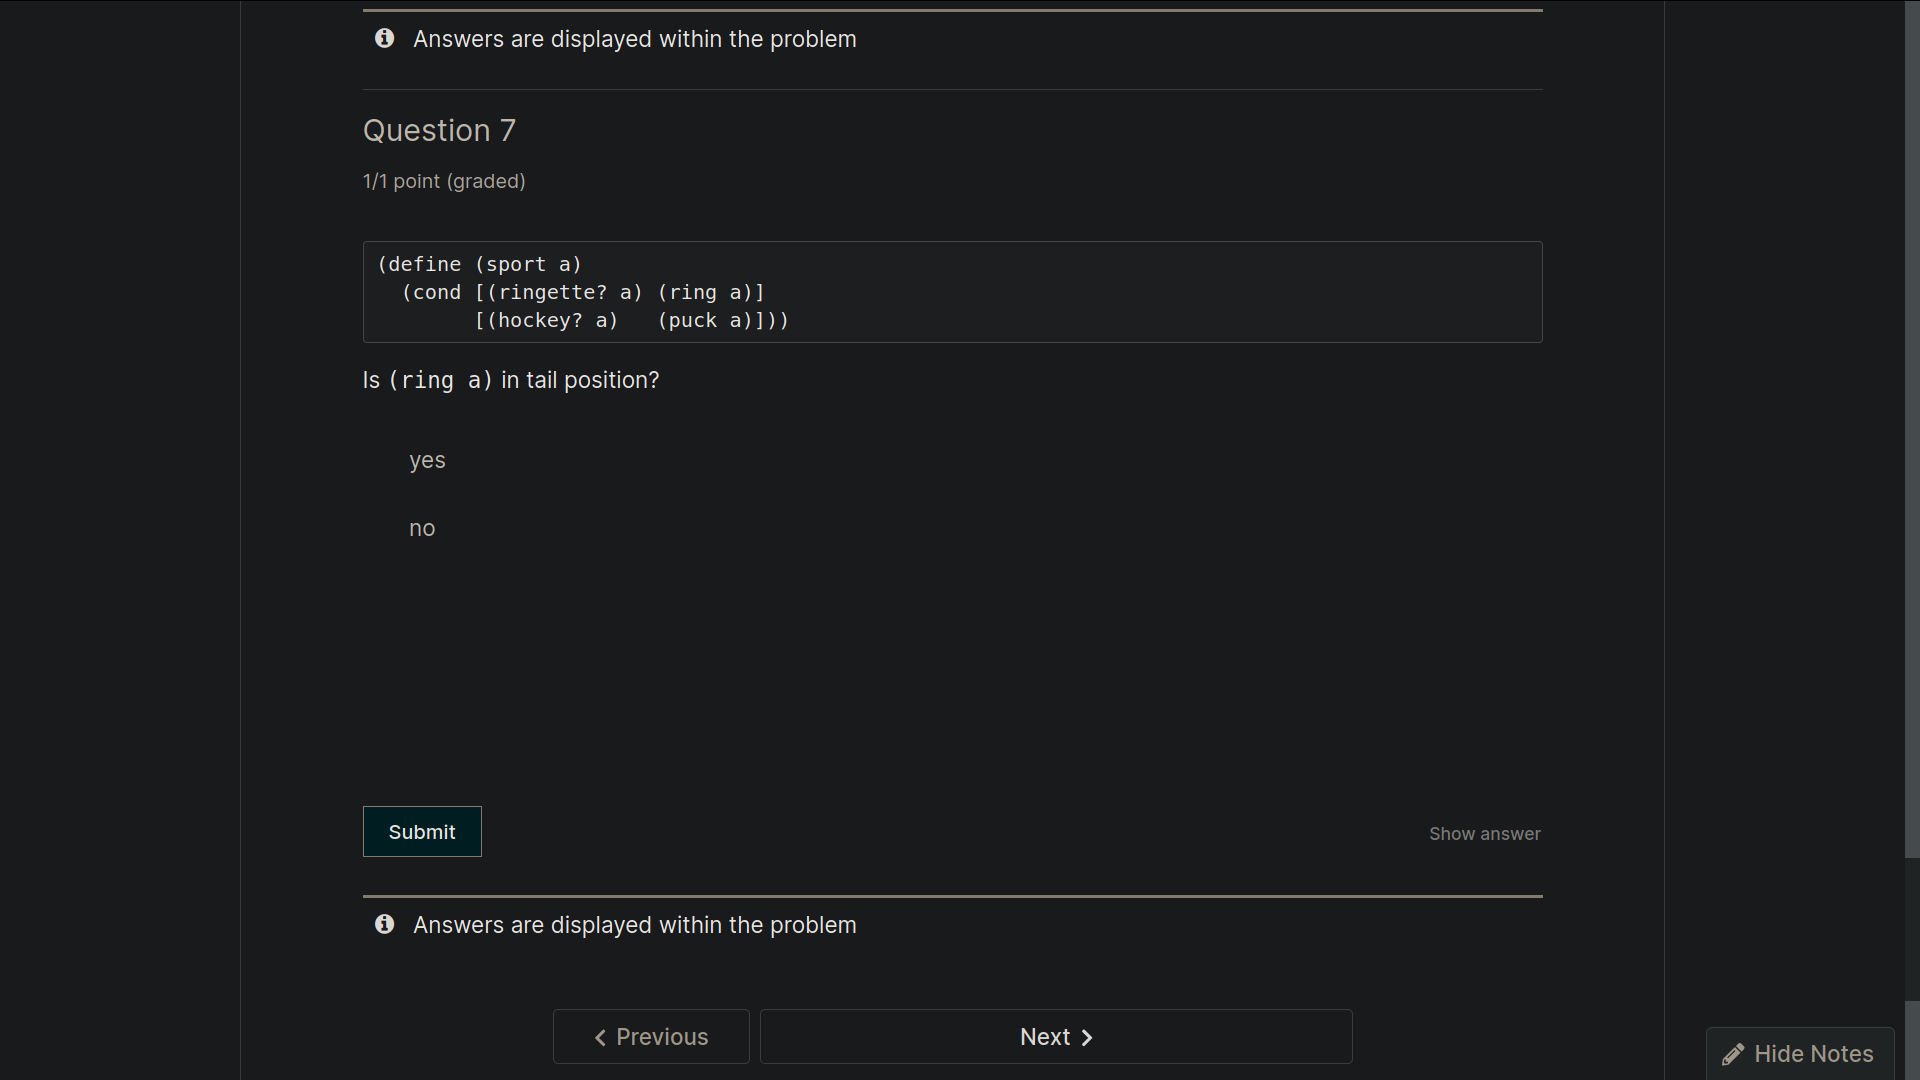 Answers are displayed within the problem
Question 7
1/1 point (graded)
(define (sport a)
  (cond [(ringette? a) (ring a)]
        [(hockey? a)   (puck a)]))
Is (ring a) in tail position?
yes
no
Submit
Show answer
Answers are displayed within the problem
Previous
Next
Hide Notes